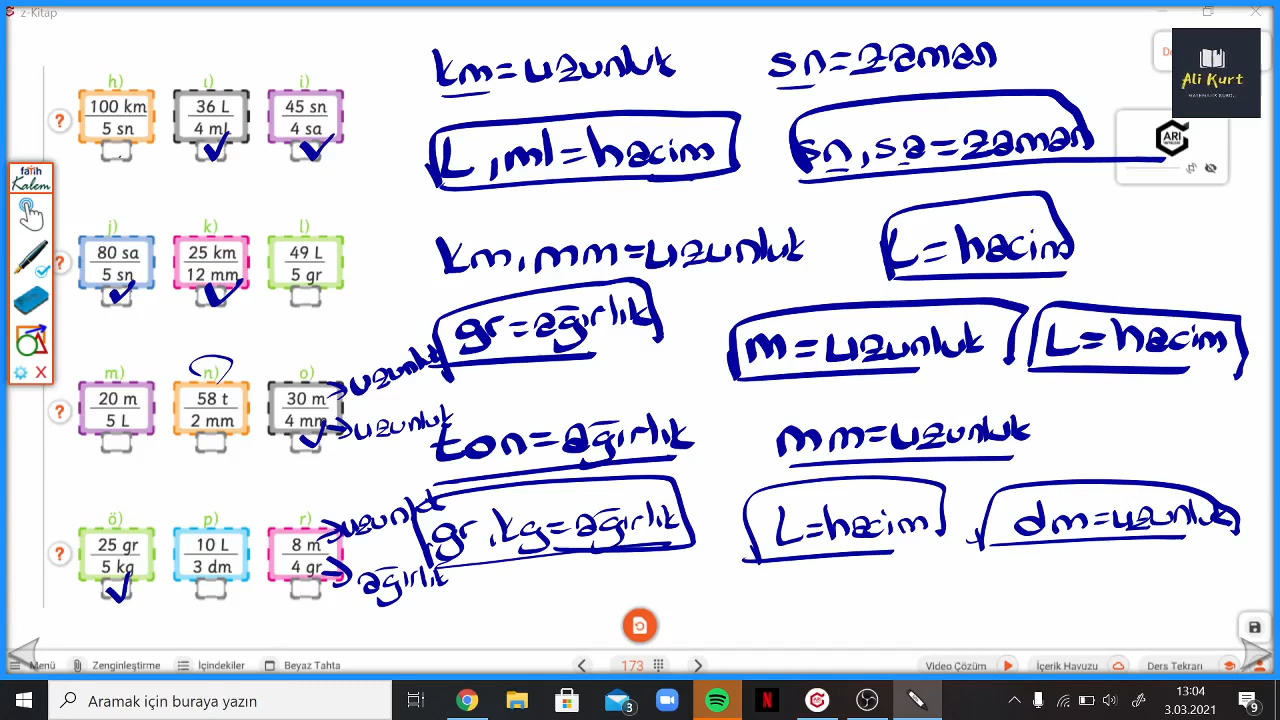 z-Kitap
km=uzunluk
sn=zaman
Ali Kurt
h)
ı)
i)
100 km
5 sn
36 L
4 ml
45 sn
4 sa
L, ml=hacim
sn, sa=zaman
ARI
fatih
Kalem
j)
k)
l)
80 sa
5 sn
25 km
12 mm
49 L
5 gr
km, mm=uzunluk
L=hacim
gr=ağırlık
m=uzunluk
L=hacim
m)
n)
o)
20 m
5 L
58 t
2 mm
30 m
4 mm
uzunluk
uzunluk
ton=ağırlık
mm=uzunluk
ö)
p)
r)
25 gr
5 kg
10 L
3 dm
8 m
4 gr
uzunluk
ağırlık
gr, kg=ağırlık
L=hacim
dm=uzunluk
Menü
Zenginleştirme
İçindekiler
Beyaz Tahta
173
Video Çözüm
İçerik Havuzu
Ders Tekrarı
Aramak için buraya yazın
3
13:04
3.03.2021
9